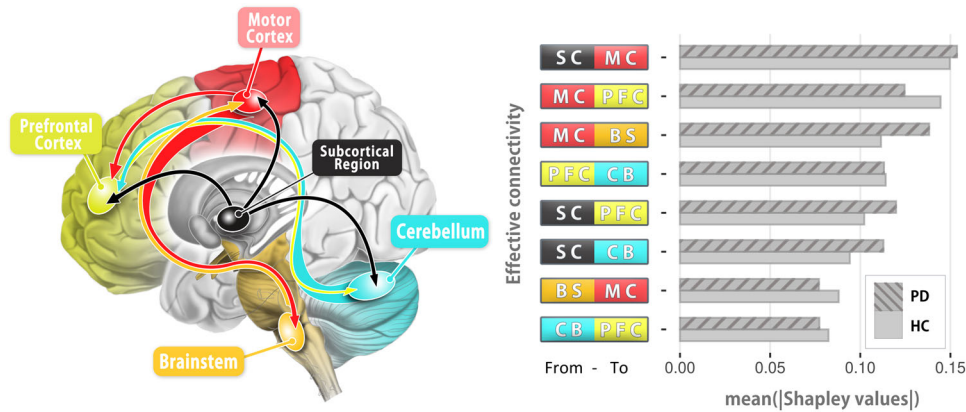 Motor
Cortex
Prefrontal
Cortex
Subcortical
Region
Cerebellum
Brainstem
Effective connectivity
SC MC -
MC PFC -
MC BS -
PFC CB -
SC PFC -
SC CB -
BS MC -
CB PFC -
From - To
0.00 0.05 0.10 0.15
mean(|Shapley values|)
PD
HC